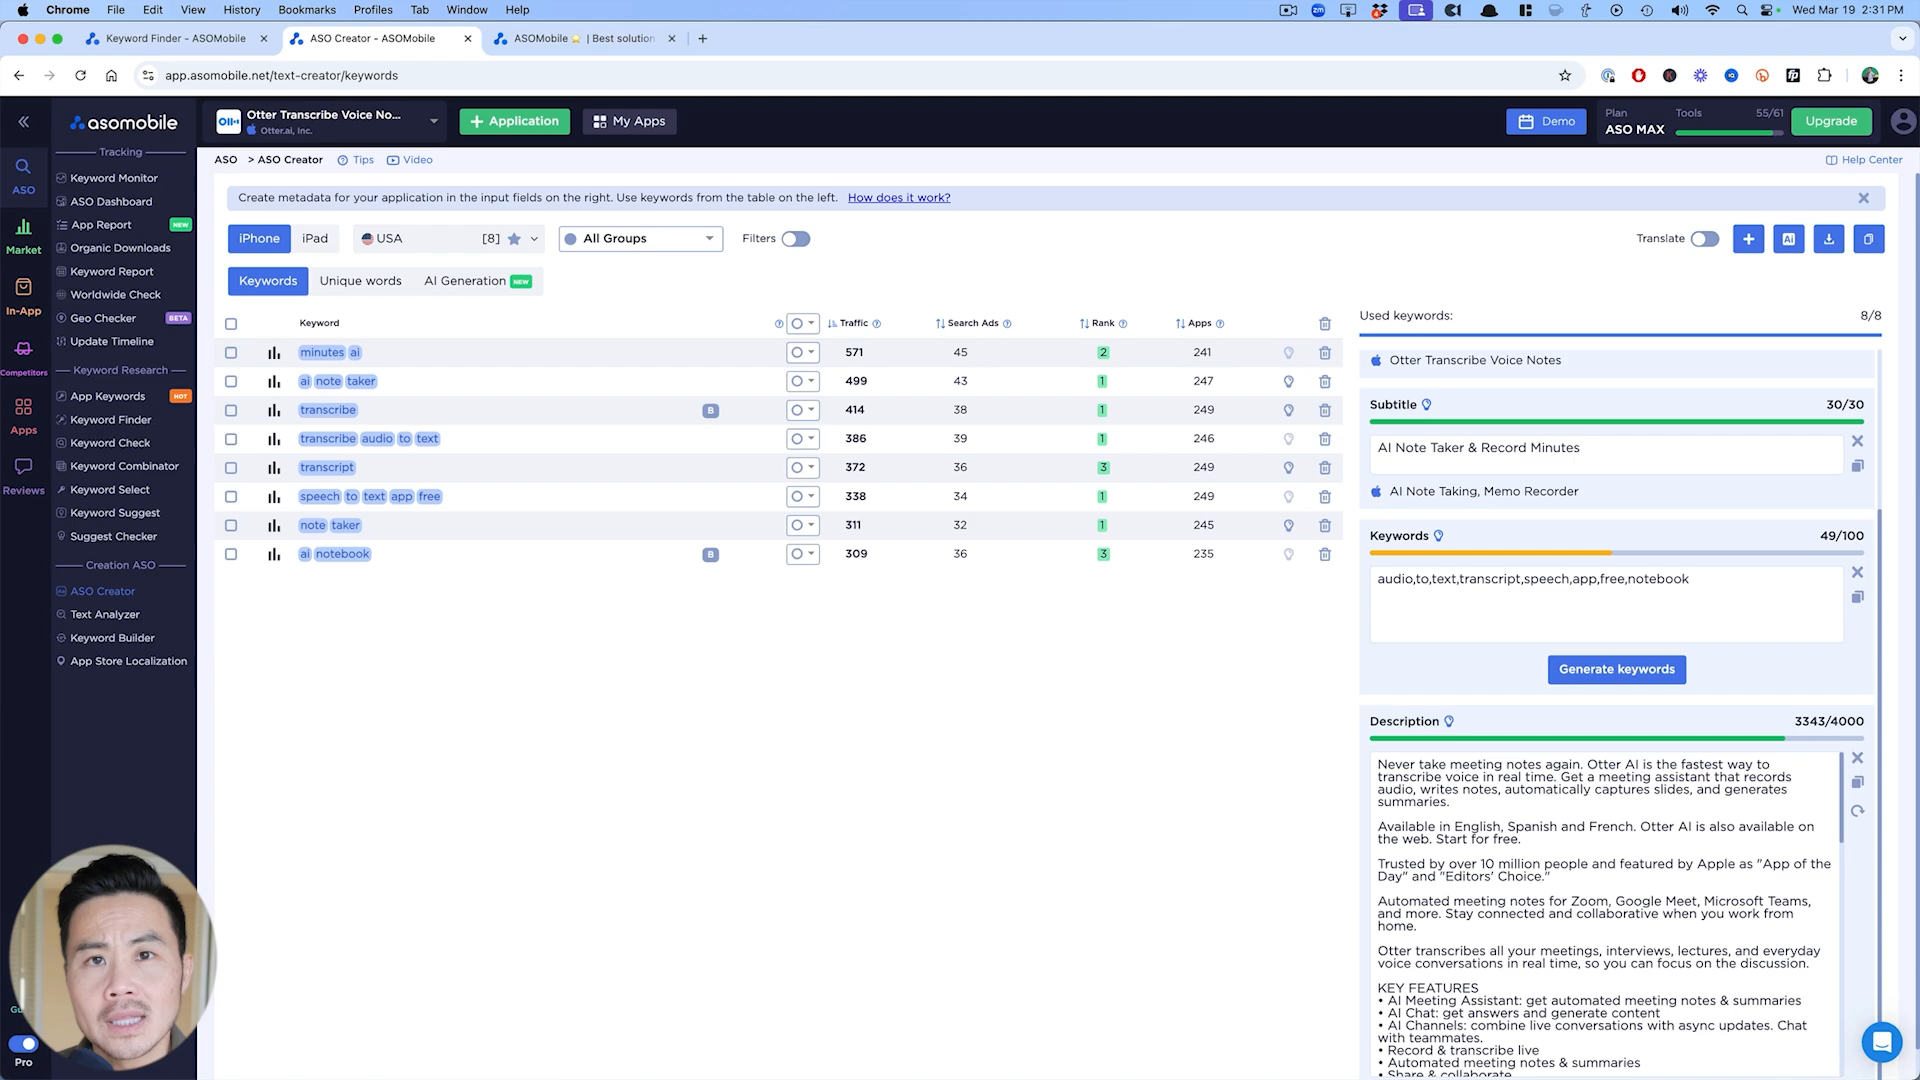 Chrome File Edit View History Bookmarks Profiles Tab Window Help Wed Mar 19 2:31 PM
Keyword Finder - ASOMobile ASO Creator - ASOMobile ASOMobile ⭐ | Best solution
app.asomobile.net/text-creator/keywords
asomobile
Otter Transcribe Voice No...
Otter.ai, Inc.
+ Application
My Apps
Demo
Plan
ASO MAX
Tools 55/61
Upgrade
ASO
Market
In-App
Competitors
Apps
Reviews
Gu
Pro
Tracking
Keyword Monitor
ASO Dashboard
App Report NEW
Organic Downloads
Keyword Report
Worldwide Check
Geo Checker BETA
Update Timeline
Keyword Research
App Keywords HOT
Keyword Finder
Keyword Check
Keyword Combinator
Keyword Select
Keyword Suggest
Suggest Checker
Creation ASO
ASO Creator
Text Analyzer
Keyword Builder
App Store Localization
ASO > ASO Creator Tips Video
Help Center
Create metadata for your application in the input fields on the right. Use keywords from the table on the left. How does it work?
iPhone iPad USA [8] All Groups Filters
Translate AI
Keywords Unique words AI Generation NEW
Keyword Traffic Search Ads Rank Apps
minutes ai 571 45 2 241
ai note taker 499 43 1 247
transcribe B 414 38 1 249
transcribe audio to text 386 39 1 246
transcript 372 36 3 249
speech to text app free 338 34 1 249
note taker 311 32 1 245
ai notebook B 309 36 3 235
Used keywords: 8/8
Otter Transcribe Voice Notes
Subtitle 30/30
AI Note Taker & Record Minutes
AI Note Taking, Memo Recorder
Keywords 49/100
audio,to,text,transcript,speech,app,free,notebook
Generate keywords
Description 3343/4000
Never take meeting notes again. Otter AI is the fastest way to
transcribe voice in real time. Get a meeting assistant that records
audio, writes notes, automatically captures slides, and generates
summaries.
Available in English, Spanish and French. Otter AI is also available on
the web. Start for free.
Trusted by over 10 million people and featured by Apple as "App of the
Day" and "Editors' Choice."
Automated meeting notes for Zoom, Google Meet, Microsoft Teams,
and more. Stay connected and collaborative when you work from
home.
Otter transcribes all your meetings, interviews, lectures, and everyday
voice conversations in real time, so you can focus on the discussion.
KEY FEATURES
• AI Meeting Assistant: get automated meeting notes & summaries
• AI Chat: get answers and generate content
• AI Channels: combine live conversations with async updates. Chat
with teammates.
• Record & transcribe live
• Automated meeting notes & summaries
• Share & collaborate